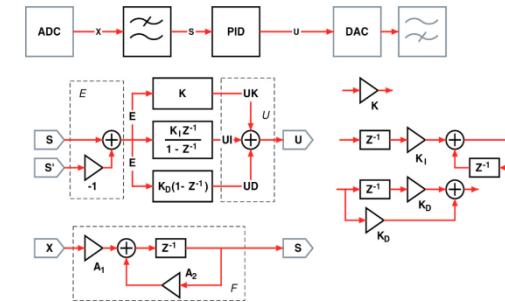 ADC X S PID U DAC
E
K UK
U
K
S E K_I Z^-1 / 1 - Z^-1 UI U
Z^-1 K_I
S' -1 E
Z^-1
K_D(1- Z^-1) UD
Z^-1 K_D
K_D
X A_1 Z^-1 S
A_2
F